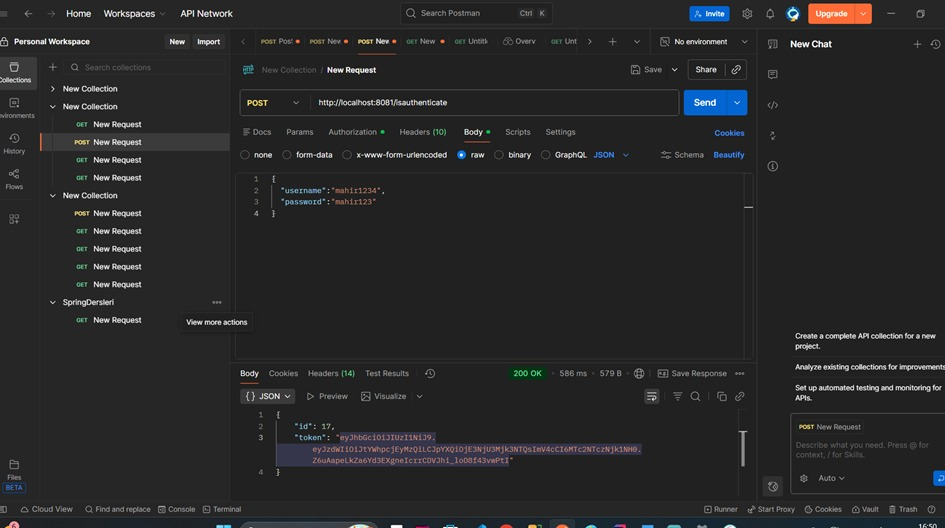 Home
Workspaces
API Network
Search Postman
Ctrl
K
Invite
Upgrade
Personal Workspace
New
Import
POST Post
POST New
POST New
GET New
GET Untitl
Overv
GET Unt
No environment
New Chat
Collections
Environments
History
Flows
Files
BETA
Search collections
New Collection
New Collection
GET New Request
POST New Request
GET New Request
GET New Request
New Collection
POST New Request
GET New Request
GET New Request
GET New Request
GET New Request
SpringDersleri
GET New Request
View more actions
HTTP New Collection / New Request
Save
Share
POST
http://localhost:8081/isauthenticate
Send
Docs
Params
Authorization
Headers (10)
Body
Scripts
Settings
Cookies
none
form-data
x-www-form-urlencoded
raw
binary
GraphQL
JSON
Schema
Beautify
1 {
2 "username":"mahir1234",
3 "password":"mahir123"
4 }
Body
Cookies
Headers (14)
Test Results
200 OK
586 ms
579 B
Save Response
{} JSON
Preview
Visualize
1 {
2 "id": 17,
3 "token": "eyJhbGciOiJIUzI1NiJ9.
eyJzdWIiOiJtYWhpcjEyMzQiLCJpYXQiOjE3NjU3Mjk3NTQsImV4cCI6MTc2NTczNjk1NH0.
Z6uAapeLkZa6Yd3EXgneIcrrCDVJhi_loO8f43vwPtI"
4 }
Create a complete API collection for a new
project.
Analyze existing collections for improvements
Set up automated testing and monitoring for
APIs.
POST New Request
Describe what you need. Press @ for
context, / for Skills.
Auto
Cloud View
Find and replace
Console
Terminal
Runner
Start Proxy
Cookies
Vault
Trash
16:50